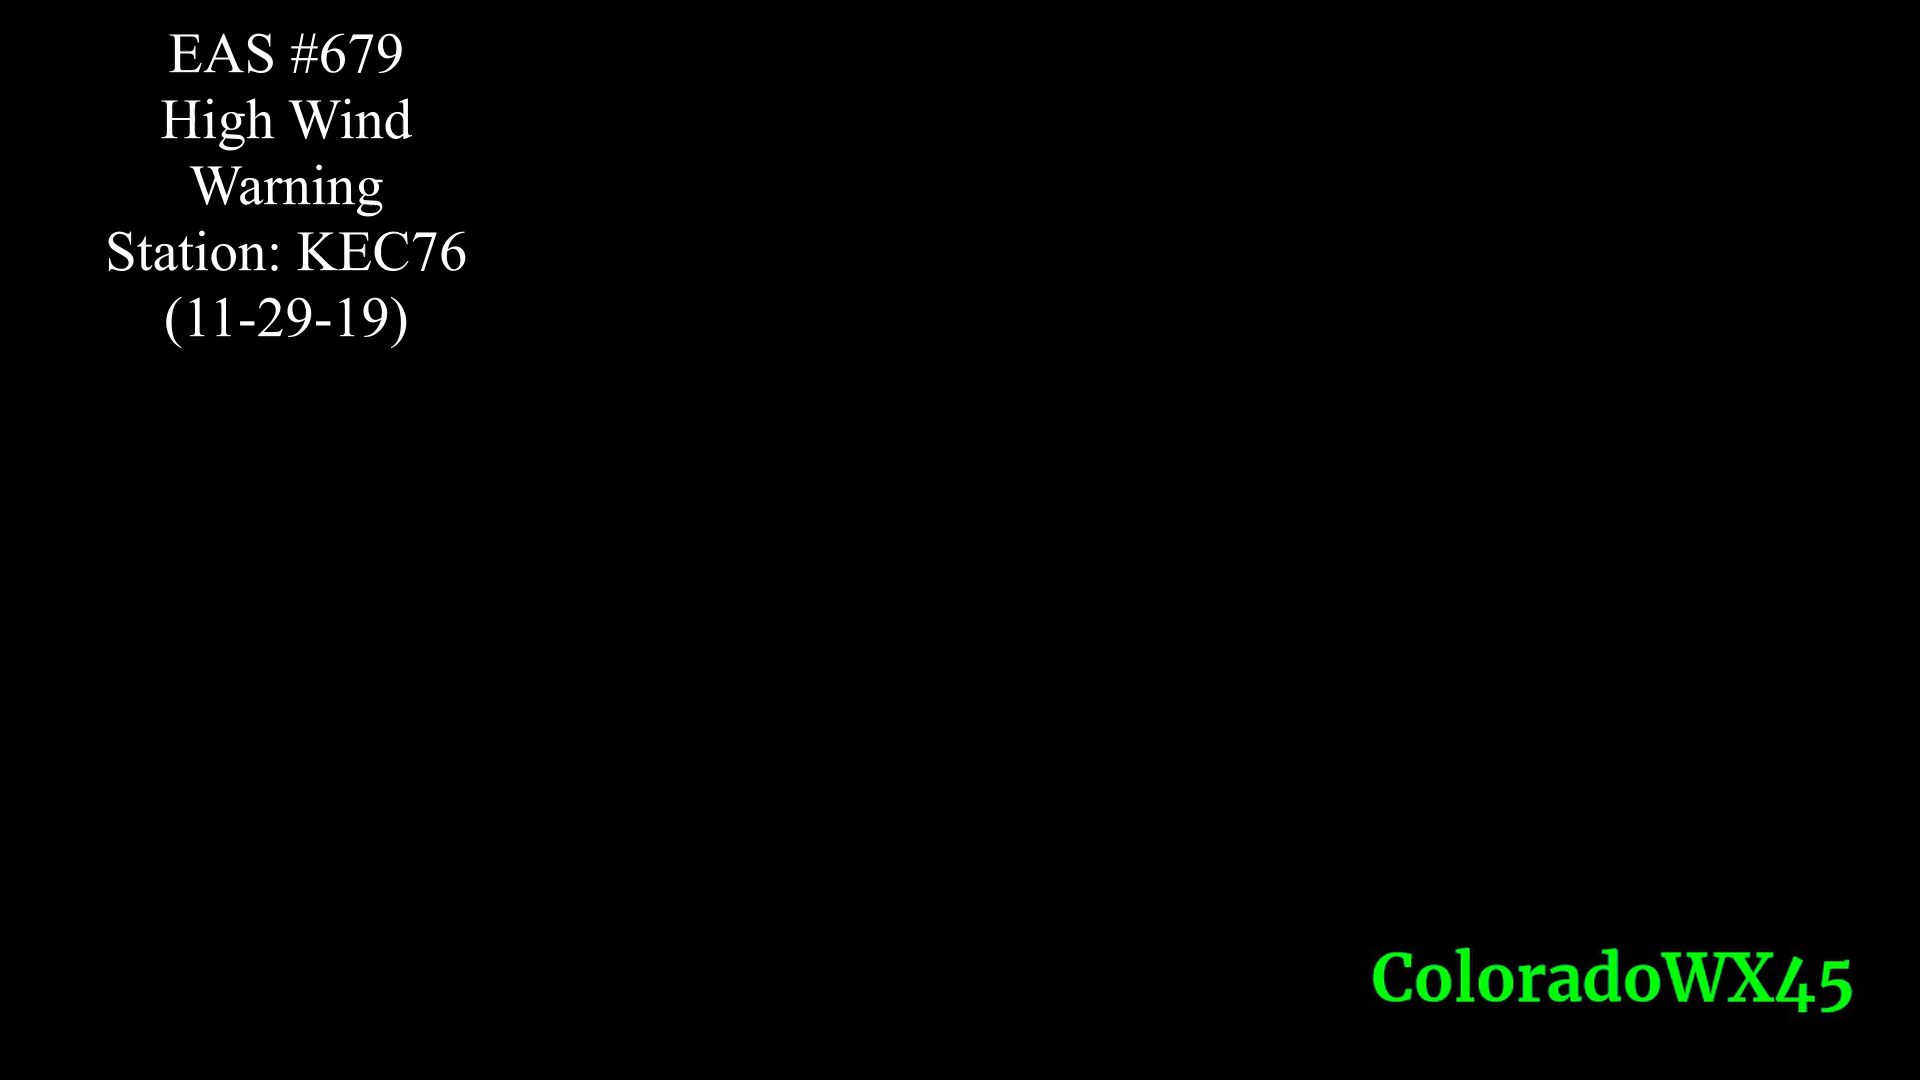 EAS #679
High Wind
Warning
Station: KEC76
(11-29-19)
ColoradoWX45